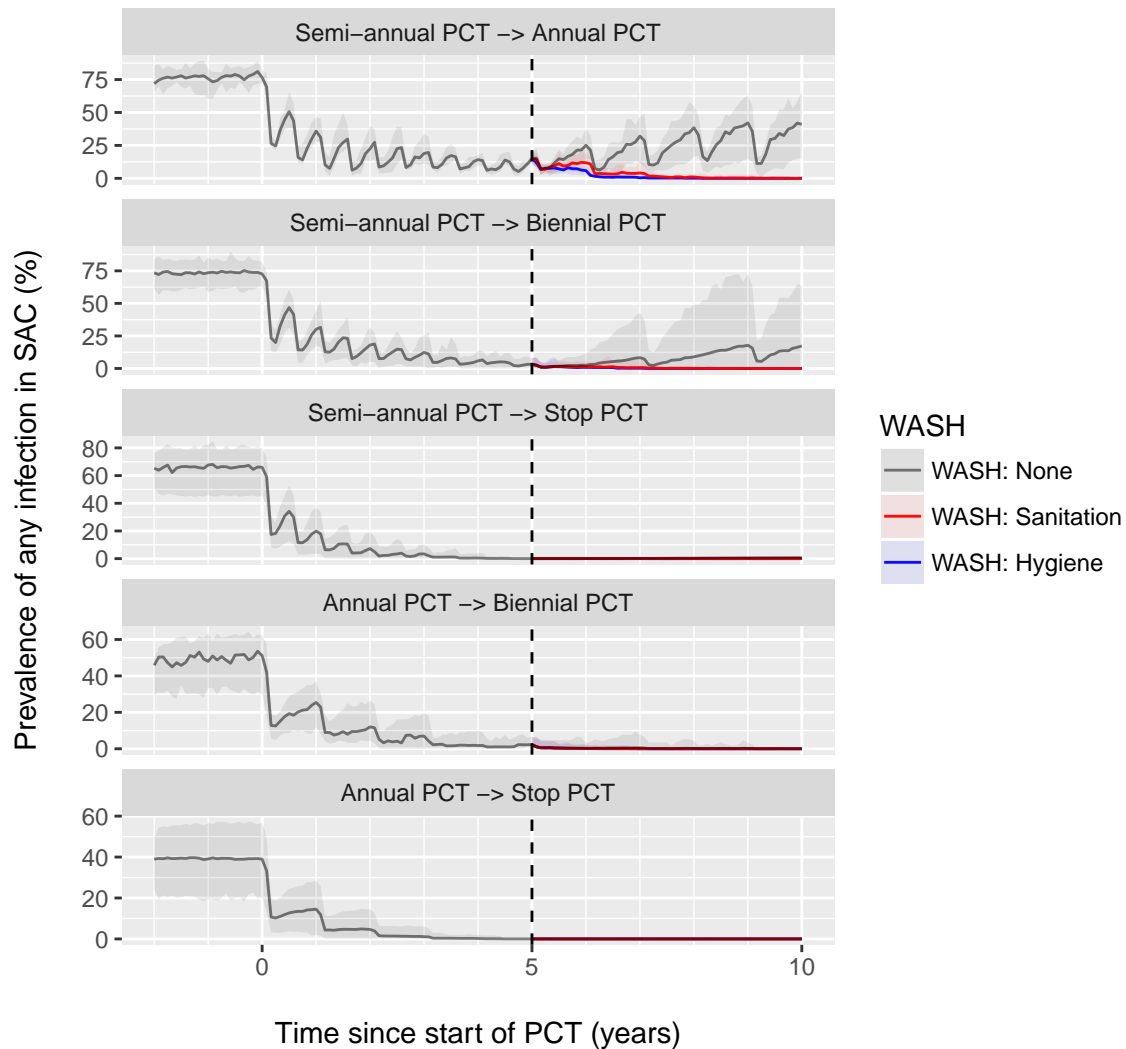 Semi−annual PCT −> Annual PCT
75
50
25
0
Semi−annual PCT −> Biennial PCT
75
50
25
0
Semi−annual PCT −> Stop PCT
80
60
40
20
0
Annual PCT −> Biennial PCT
60
40
20
0
Annual PCT −> Stop PCT
60
40
20
0
0
5
10
Time since start of PCT (years)
Prevalence of any infection in SAC (%)
WASH
WASH: None
WASH: Sanitation
WASH: Hygiene